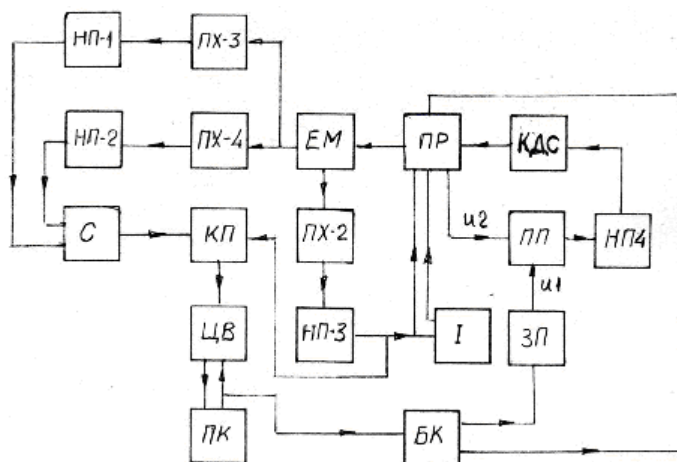 НП-1
ПХ-3
НП-2
ПХ-4
ЕМ
ПР
КДС
С
КП
ПХ-2
u2
ПП
НП4
u1
ЦВ
НП-3
I
ЗП
ПК
БК